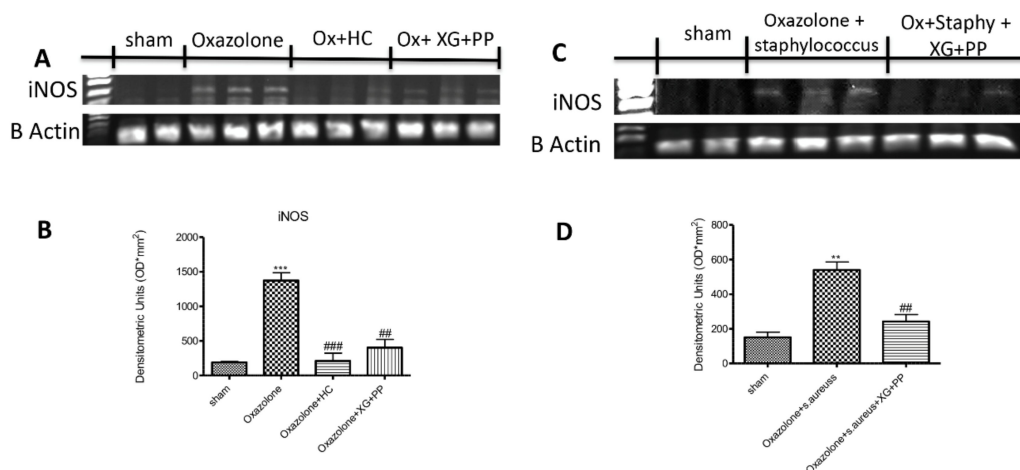 A
sham Oxazolone Ox+HC Ox+ XG+PP
iNOS
B Actin
C
sham
Oxazolone +
staphylococcus
Ox+Staphy +
XG+PP
iNOS
B Actin
B
iNOS
Densitometric Units (OD*mm²)
2000
1500
1000
500
0
***
###
##
sham
Oxazolone
Oxazolone+HC
Oxazolone+XG+PP
D
Densitometric Units (OD*mm²)
800
600
400
200
0
**
##
sham
Oxazolone+s.aureuss
Oxazolone+s.aureus+XG+PP